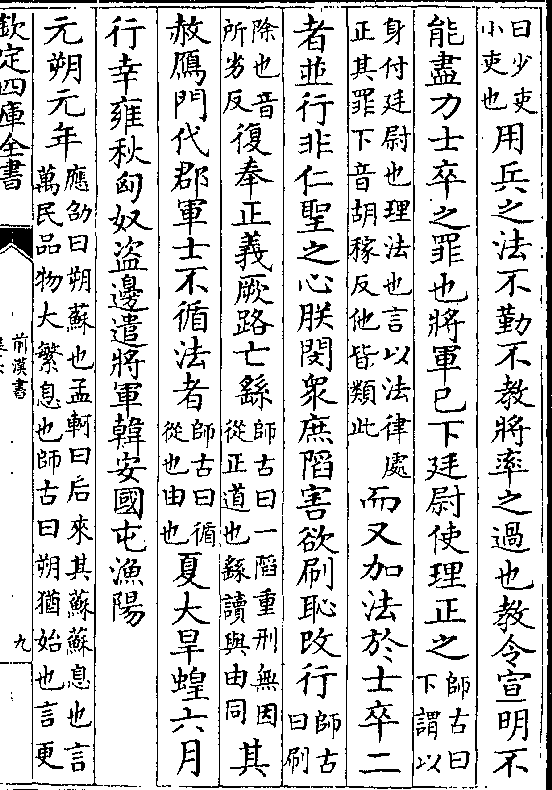 曰少吏
小吏也
用兵之法不勤不教將率之過也教令宣明不
能盡力士卒之罪也將軍已下廷尉使理正之
師古曰
下謂以
身付廷尉也理法也言以法律處
正其罪下音胡稼反他皆類此
而又加法於士卒二
者並行非仁聖之心朕閔衆庶陷害欲刷恥改行
師古
曰刷
除也音
所劣反
復奉正義厥路亡繇
師古曰一陷重刑無因
從正道也繇讀與由同
其
赦鴈門代郡軍士不循法者
師古曰循
從也由也
夏大旱蝗六月
行幸雍秋匈奴盜邊遣將軍韓安國屯漁陽
元朔元年
應劭曰朔蘇也孟軻曰后來其蘇蘇息也言
萬民品物大繁息也師古曰朔猶始也言更
欽定四庫全書
前漢書
九